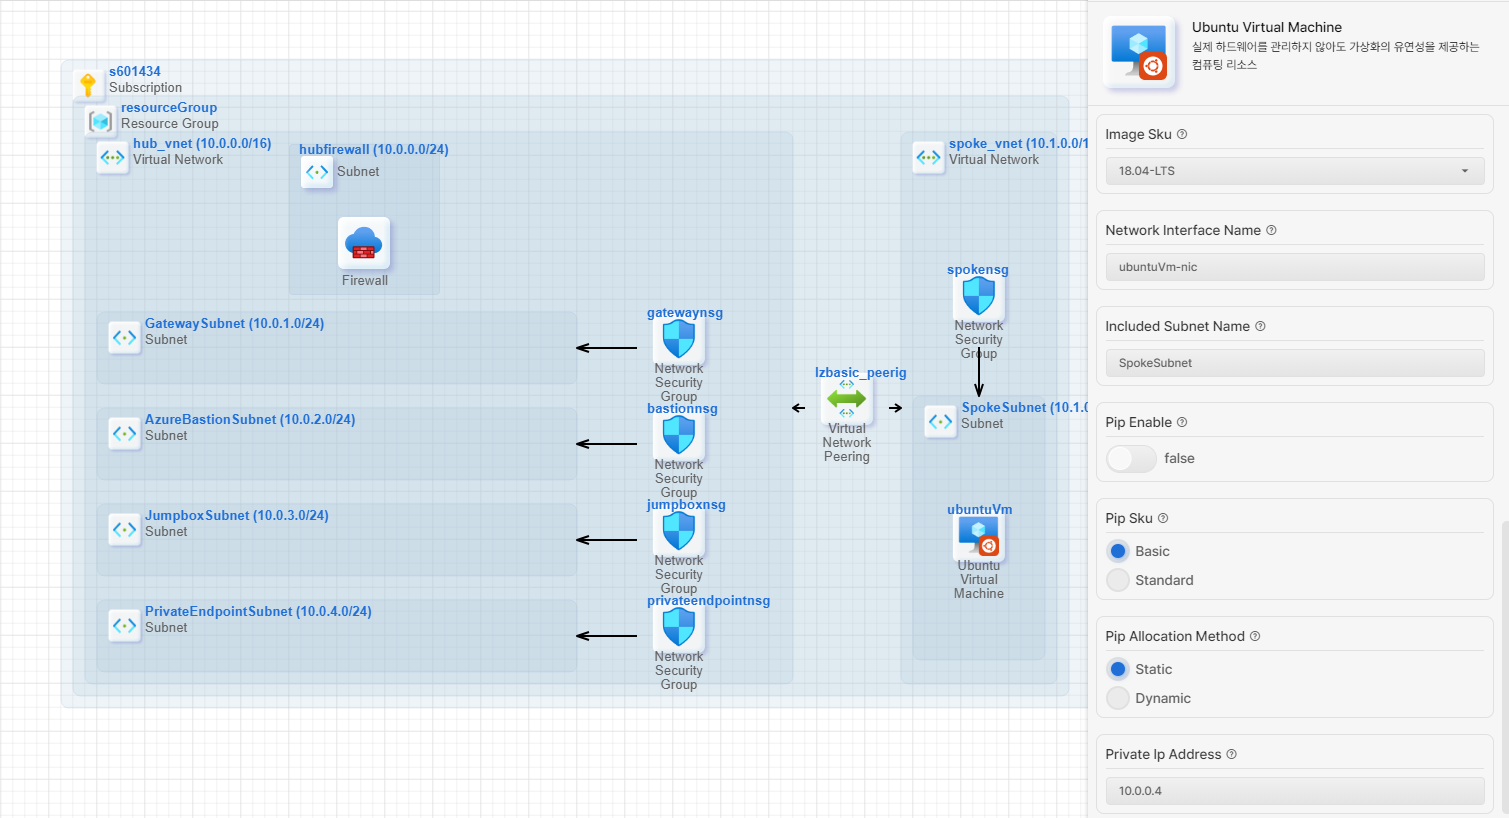 s601434
Subscription
resourceGroup
Resource Group
hub_vnet (10.0.0.0/16)
Virtual Network
hubfirewall (10.0.0.0/24)
Subnet
Firewall
GatewaySubnet (10.0.1.0/24)
Subnet
AzureBastionSubnet (10.0.2.0/24)
Subnet
JumpboxSubnet (10.0.3.0/24)
Subnet
PrivateEndpointSubnet (10.0.4.0/24)
Subnet
gatewaynsg
Network
Security
Group
bastionnsg
Network
Security
Group
jumpboxnsg
Network
Security
Group
privateendpointnsg
Network
Security
Group
lzbasic_peerig
Virtual
Network
Peering
spoke_vnet (10.1.0.0/1
Virtual Network
spokensg
Network
Security
Group
SpokeSubnet (10.1.0
Subnet
ubuntuVm
Ubuntu
Virtual
Machine
Ubuntu Virtual Machine
실제 하드웨어를 관리하지 않아도 가상화의 유연성을 제공하는
컴퓨팅 리소스
Image Sku
18.04-LTS
Network Interface Name
ubuntuVm-nic
Included Subnet Name
SpokeSubnet
Pip Enable
false
Pip Sku
Basic
Standard
Pip Allocation Method
Static
Dynamic
Private Ip Address
10.0.0.4